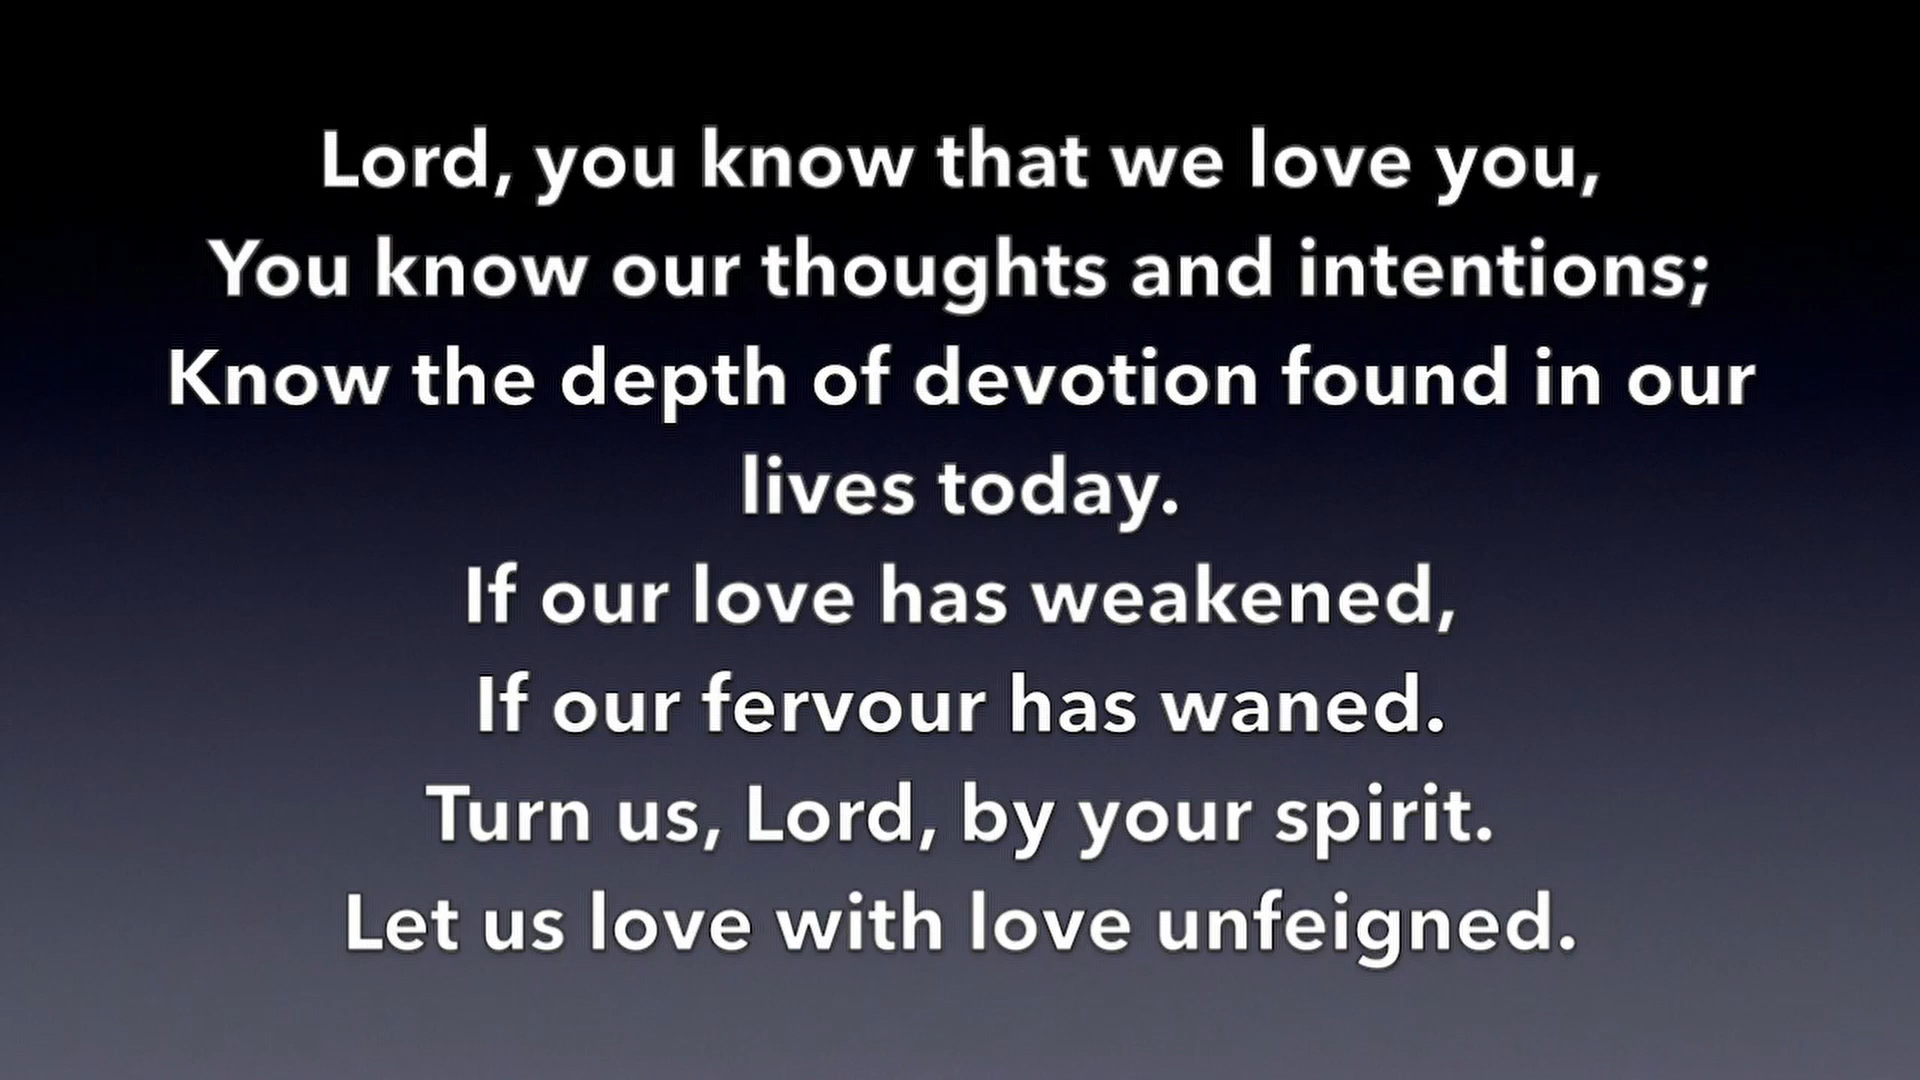 Lord, you know that we love you,
You know our thoughts and intentions;
Know the depth of devotion found in our
lives today.
If our love has weakened,
If our fervour has waned.
Turn us, Lord, by your spirit.
Let us love with love unfeigned.